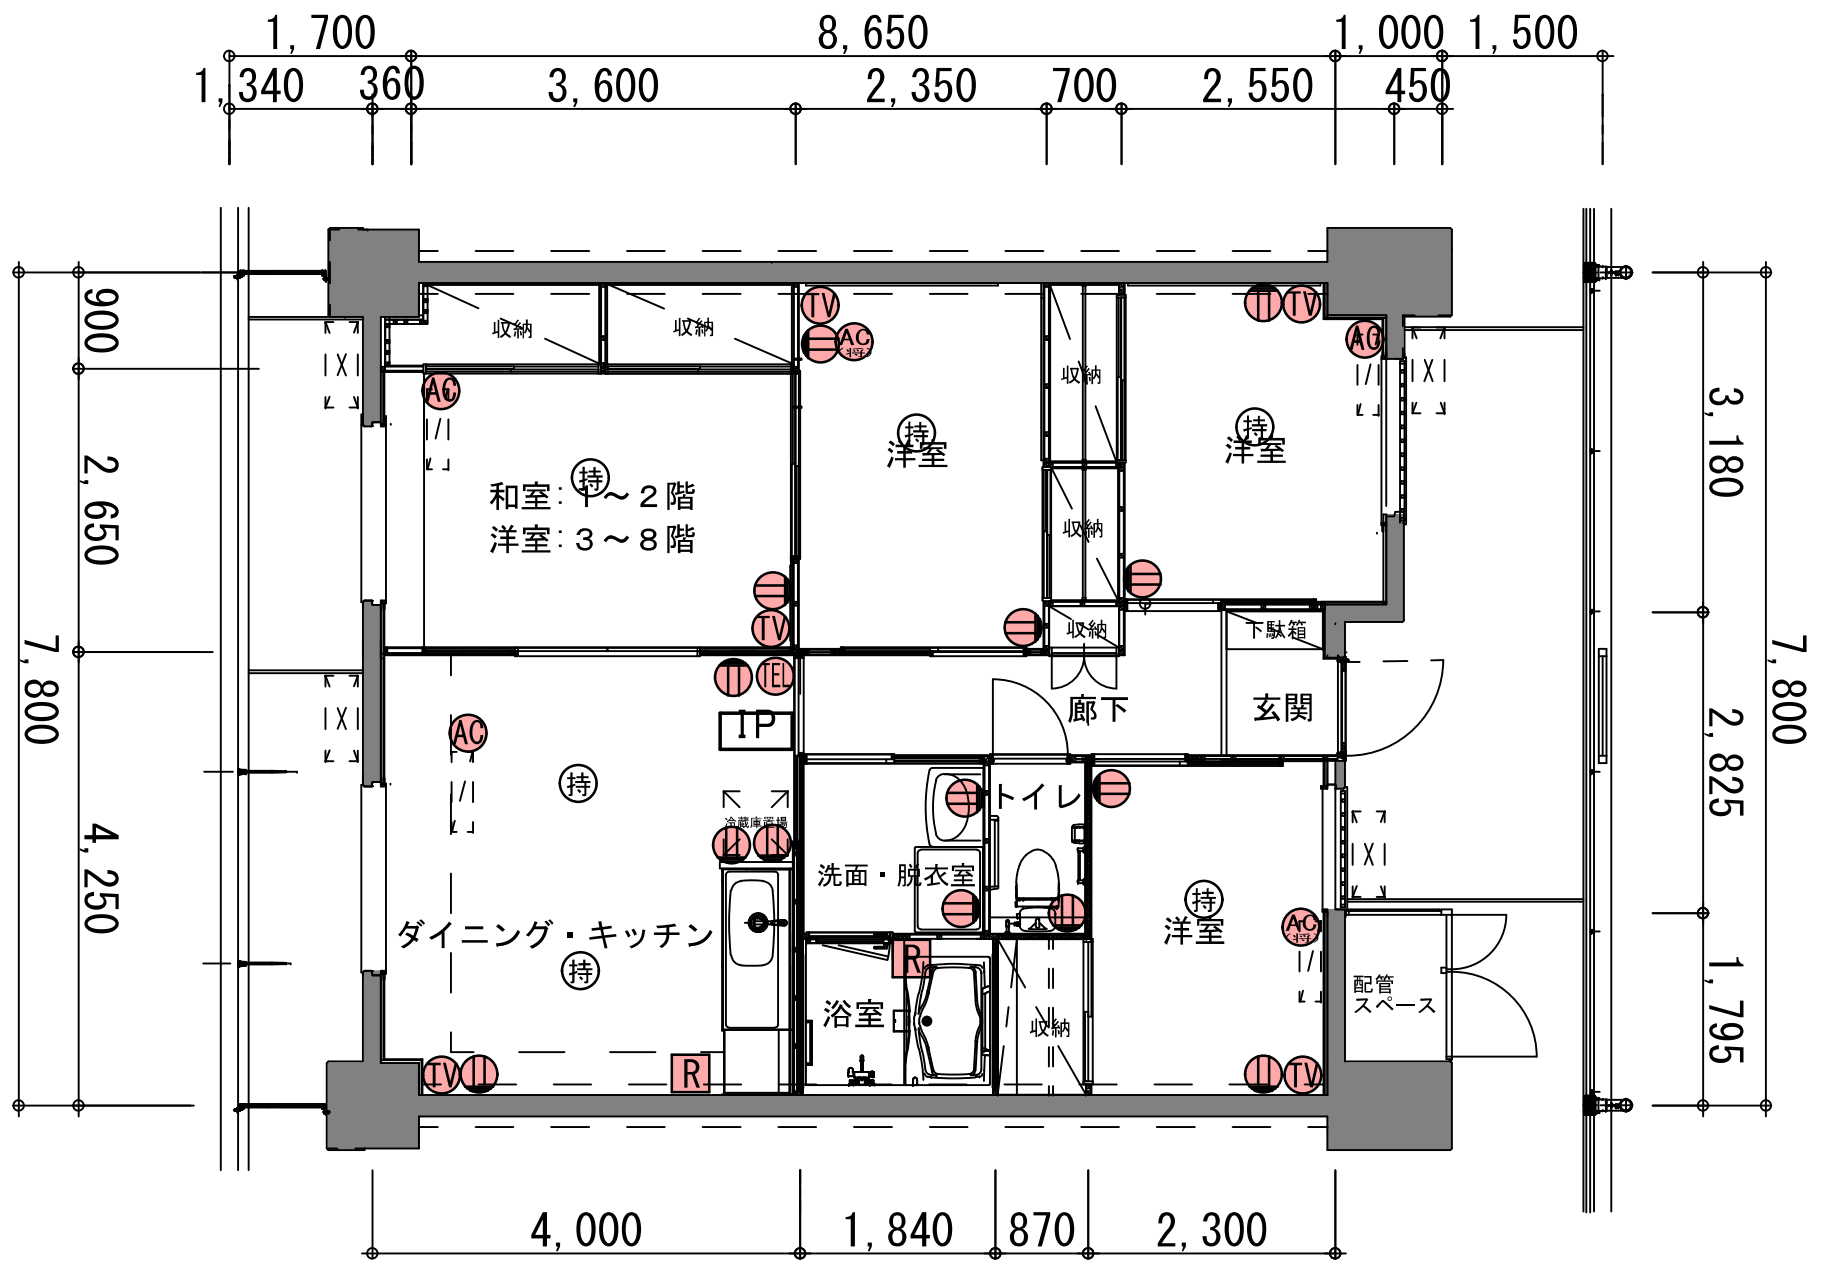 1,700
8,650
1,000
1,500
1,340
360
3,600
2,350
700
2,550
450
900
2,650
7,800
4,250
3,180
2,825
7,800
1,795
収納
収納
TV
AC
(将)
TV
AC
収納
AC
持
洋室
持
洋室
持
和室:1～2階
洋室:3～8階
収納
TV
収納
下駄箱
TEL
IP
AC
廊下
玄関
持
冷蔵庫置場
トイレ
洗面・脱衣室
持
洋室
AC
(将)
ダイニング・キッチン
持
R
浴室
収納
配管
スペース
TV
R
TV
4,000
1,840
870
2,300